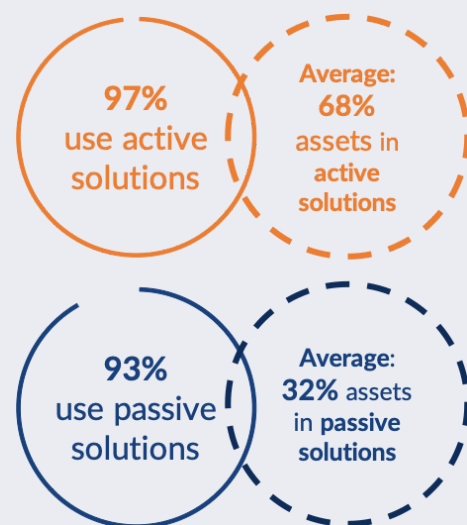 97%
use active
solutions
Average:
68%
assets in
active
solutions
93%
use passive
solutions
Average:
32% assets
in passive
solutions